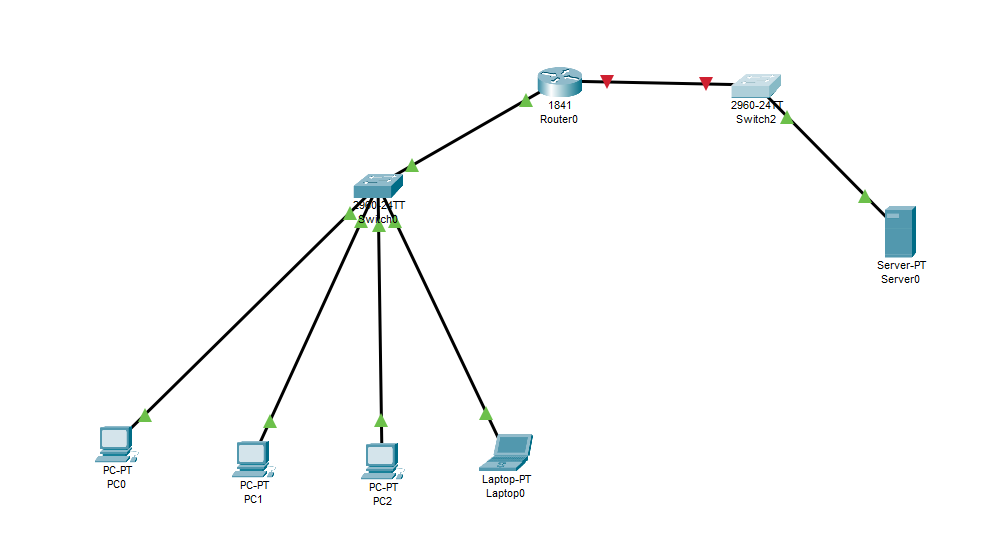 1841
Router0
2960-24TT
Switch2
2960-24TT
Switch0
Server-PT
Server0
PC-PT
PC0
PC-PT
PC1
PC-PT
PC2
Laptop-PT
Laptop0